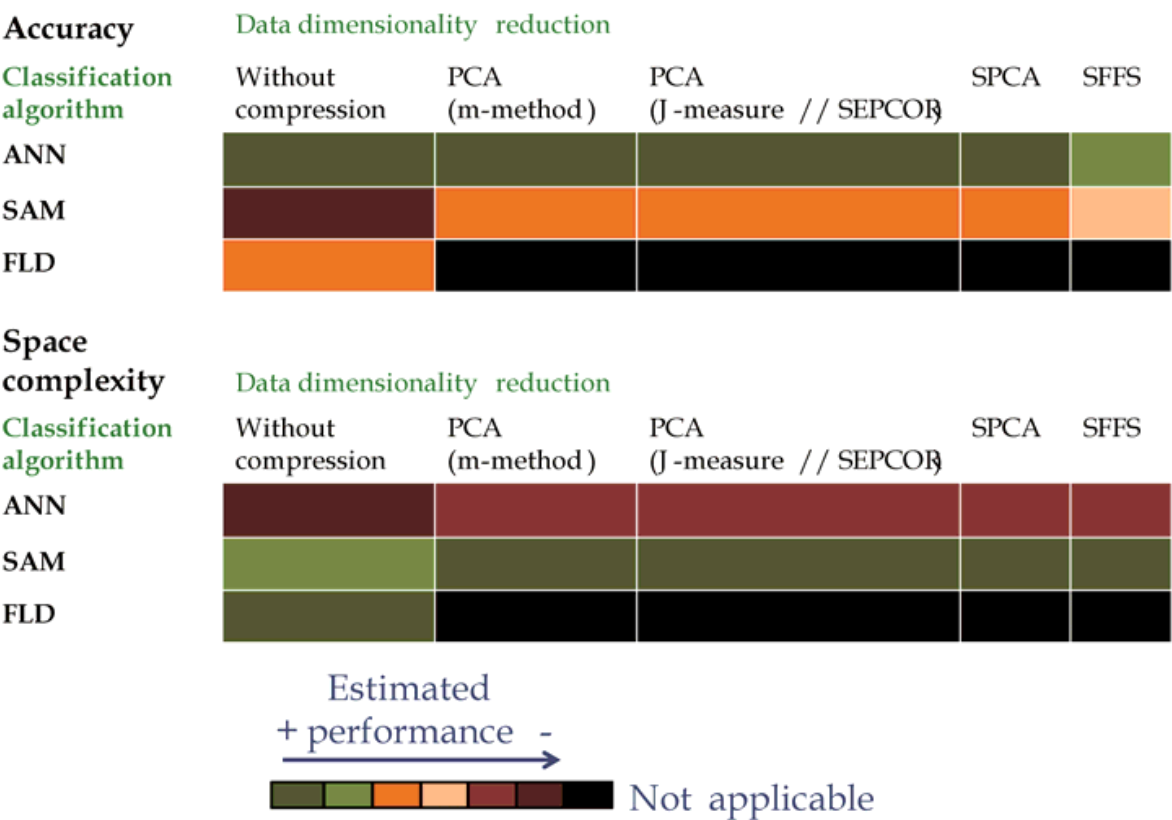 Accuracy
Data dimensionality reduction
Classification algorithm
Without compression
PCA (m-method)
PCA (J-measure // SEPCOR)
SPCA
SFFS
ANN
SAM
FLD
Space complexity
Data dimensionality reduction
Classification algorithm
Without compression
PCA (m-method)
PCA (J-measure // SEPCOR)
SPCA
SFFS
ANN
SAM
FLD
Estimated
+ performance -
Not applicable